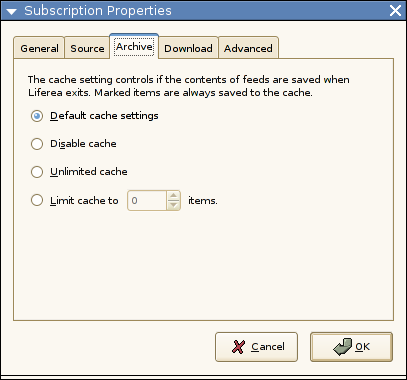 Subscription Properties
General Source Archive Download Advanced
The cache setting controls if the contents of feeds are saved when
Liferea exits. Marked items are always saved to the cache.
Default cache settings
Disable cache
Unlimited cache
Limit cache to 0 items.
Cancel OK